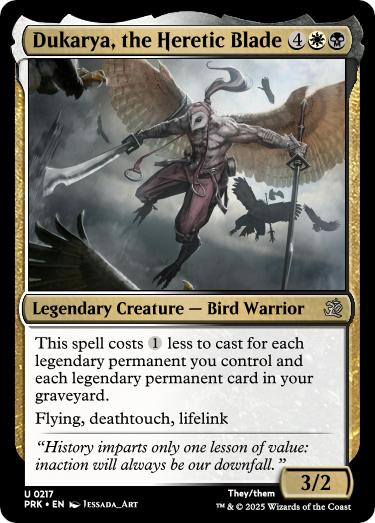 Dukarya, the Heretic Blade 4
Legendary Creature — Bird Warrior
This spell costs 1 less to cast for each
legendary permanent you control and
each legendary permanent card in your
graveyard.
Flying, deathtouch, lifelink
“History imparts only one lesson of value:
inaction will always be our downfall.”
3/2
U 0217
They/them
PRK • EN Jessada_Art
™ & © 2025 Wizards of the Coast